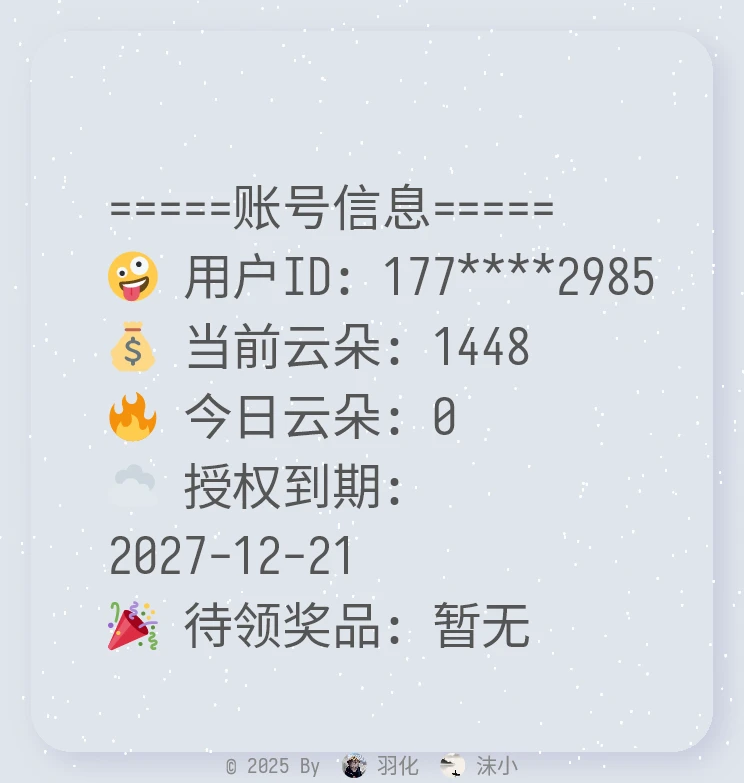 =====账号信息=====
🤪 用户ID: 177****2985
💰 当前云朵: 1448
🔥 今日云朵: 0
☁️ 授权到期:
2027-12-21
🎉 待领奖品: 暂无
© 2025 By 羽化 沫小